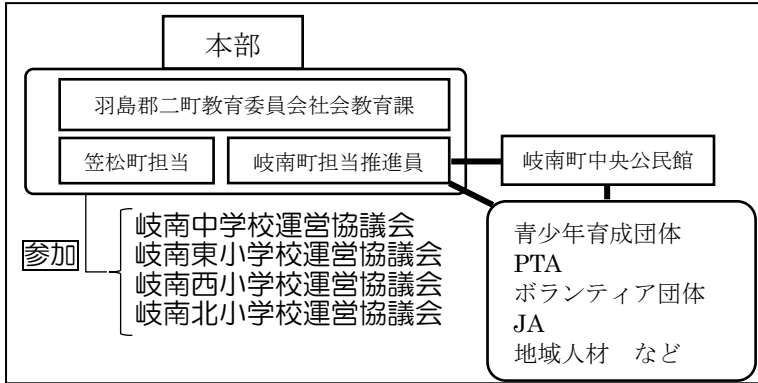 本部
羽島郡二町教育委員会社会教育課
笠松町担当
岐南町担当推進員
岐南町中央公民館
参加
岐南中学校運営協議会
岐南東小学校運営協議会
岐南西小学校運営協議会
岐南北小学校運営協議会
青少年育成団体
PTA
ボランティア団体
JA
地域人材　など